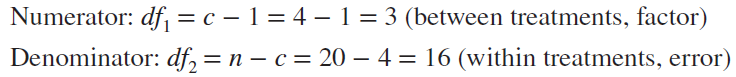 Numerator: df₁ = c − 1 = 4 − 1 = 3 (between treatments, factor)
Denominator: df₂ = n − c = 20 − 4 = 16 (within treatments, error)